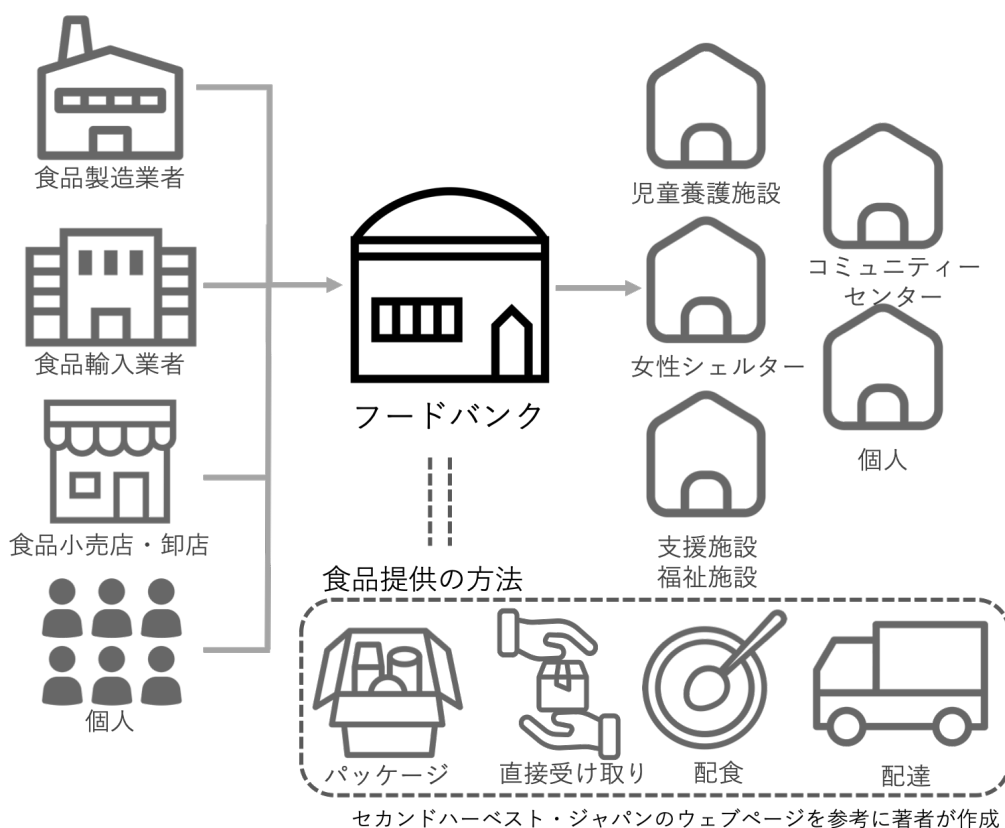 食品製造業者
食品輸入業者
食品小売店・卸店
個人
フードバンク
児童養護施設
女性シェルター
支援施設
福祉施設
コミュニティー
センター
個人
食品提供の方法
パッケージ
直接受け取り
配食
配達
セカンドハーベスト・ジャパンのウェブページを参考に著者が作成